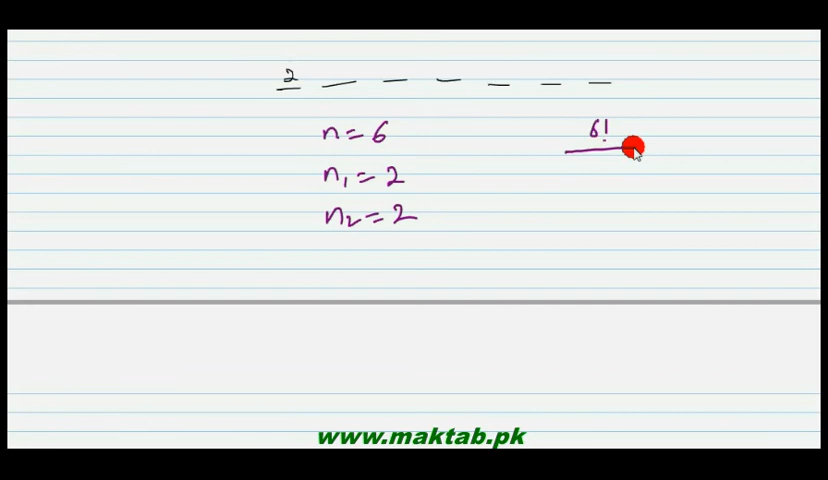 2 _ _ _ _ _ _
n = 6
6!
n₁ = 2
n₂ = 2
www.maktab.pk